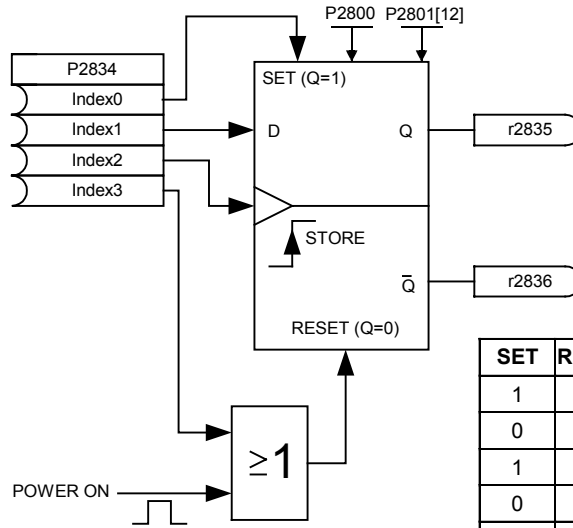 P2800 P2801[12]
P2834
Index0
Index1
Index2
Index3
SET (Q=1)
D
Q
r2835
STORE
Q̅
r2836
RESET (Q=0)
≥1
POWER ON
SET R
1
0
1
0